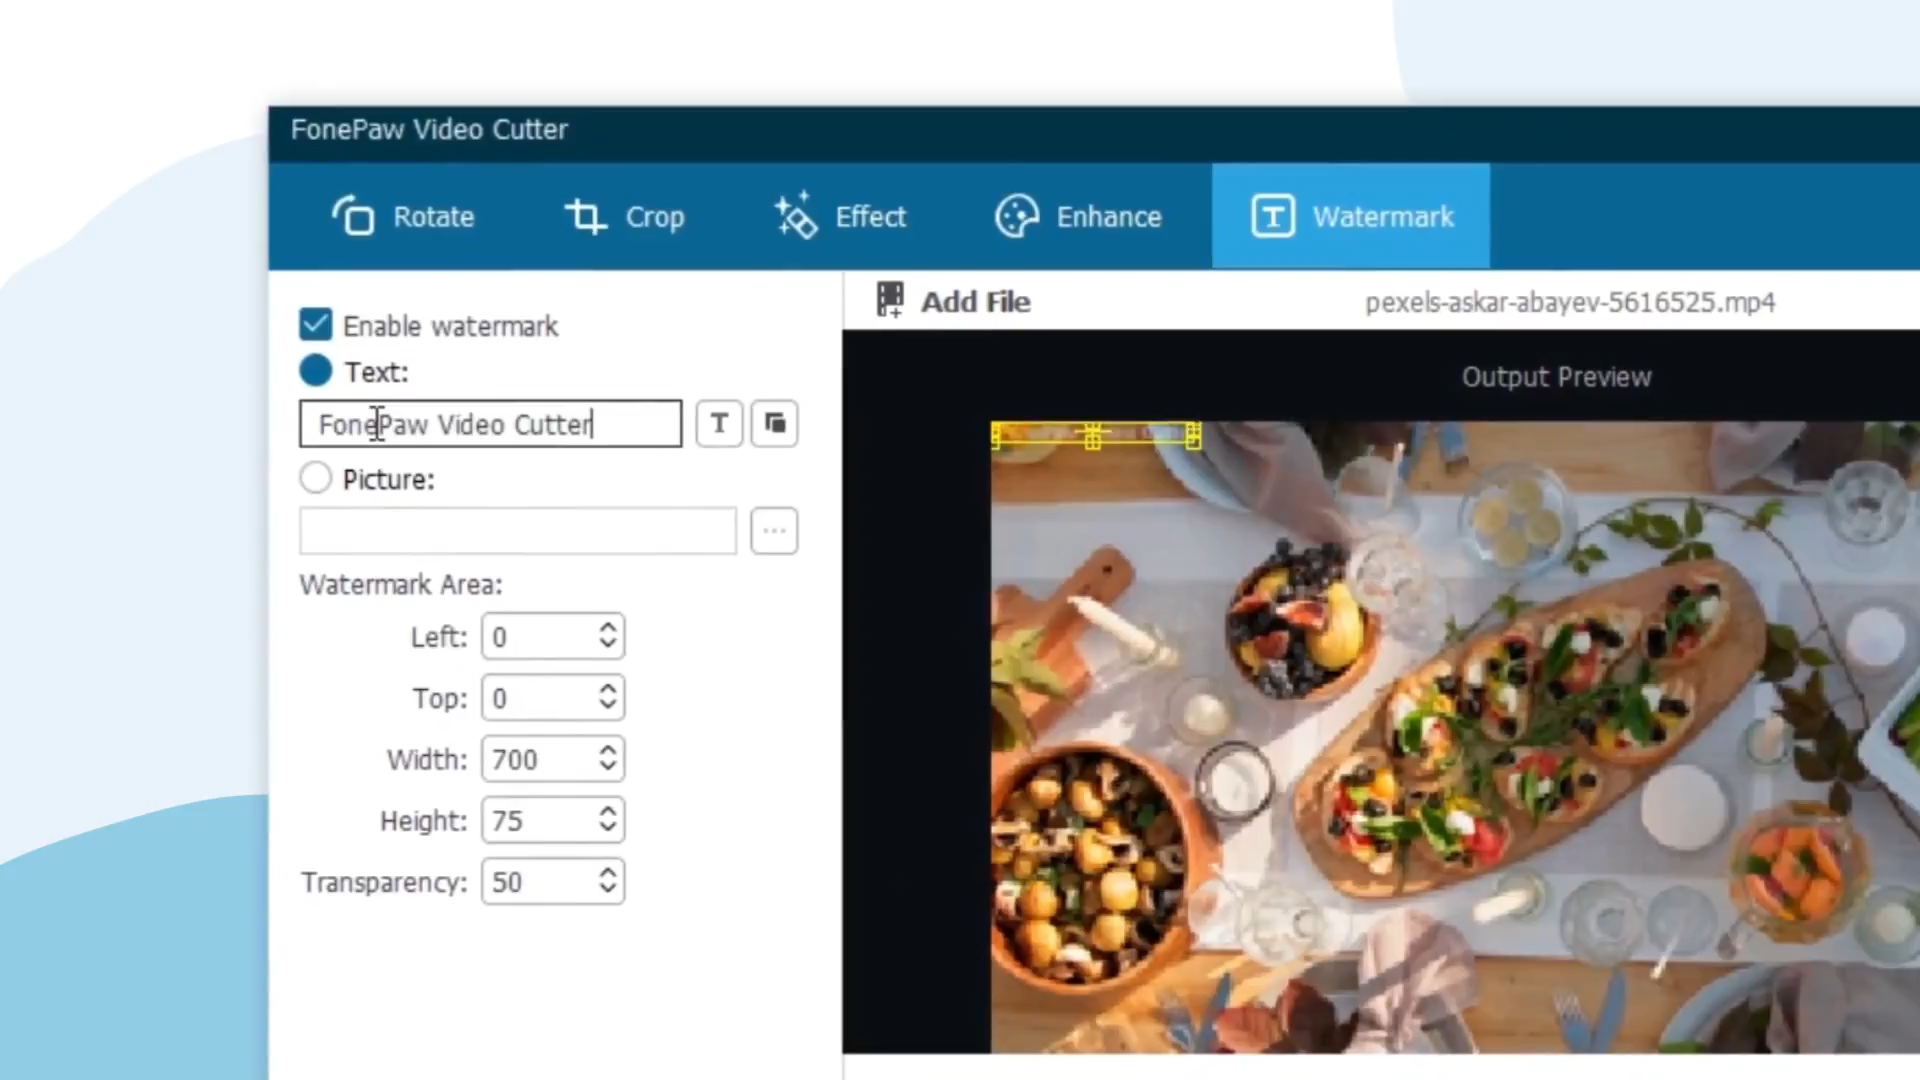 FonePaw Video Cutter
Rotate
Crop
Effect
Enhance
T Watermark
Enable watermark
Add File
pexels-askar-abayev-5616525.mp4
Text:
Output Preview
FonePaw Video Cutter
T
Picture:
...
Watermark Area:
Left: 0
Top: 0
Width: 700
Height: 75
Transparency: 50